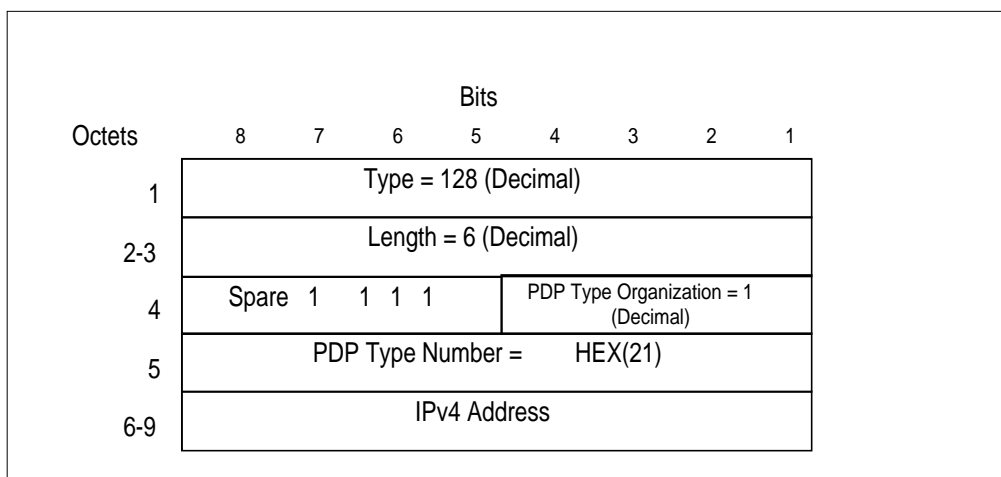 Bits
Octets 8 7 6 5 4 3 2 1
1 Type = 128 (Decimal)
2-3 Length = 6 (Decimal)
4 Spare 1 1 1 1 PDP Type Organization = 1
(Decimal)
5 PDP Type Number = HEX(21)
6-9 IPv4 Address